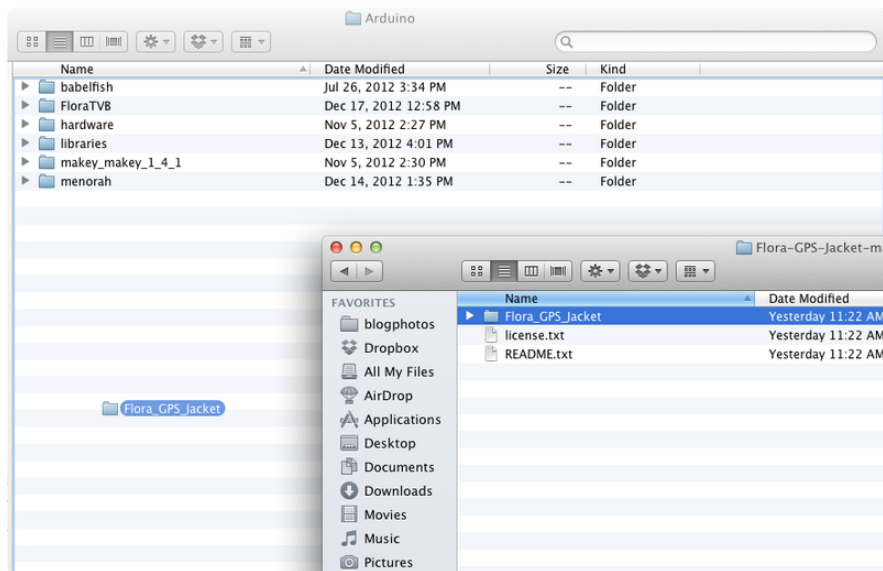 Arduino
Name Date Modified Size Kind
babelfish Jul 26, 2012 3:34 PM -- Folder
FloraTVB Dec 17, 2012 12:58 PM -- Folder
hardware Nov 5, 2012 2:27 PM -- Folder
libraries Dec 13, 2012 4:01 PM -- Folder
makey_makey_1_4_1 Nov 5, 2012 2:30 PM -- Folder
menorah Dec 14, 2012 1:35 PM -- Folder
Flora_GPS_Jacket
Flora-GPS-Jacket-m
FAVORITES
blogphotos
Dropbox
All My Files
AirDrop
Applications
Desktop
Documents
Downloads
Movies
Music
Pictures
Name Date Modified
Flora_GPS_Jacket Yesterday 11:22 AM
license.txt Yesterday 11:22 AM
README.txt Yesterday 11:22 AM